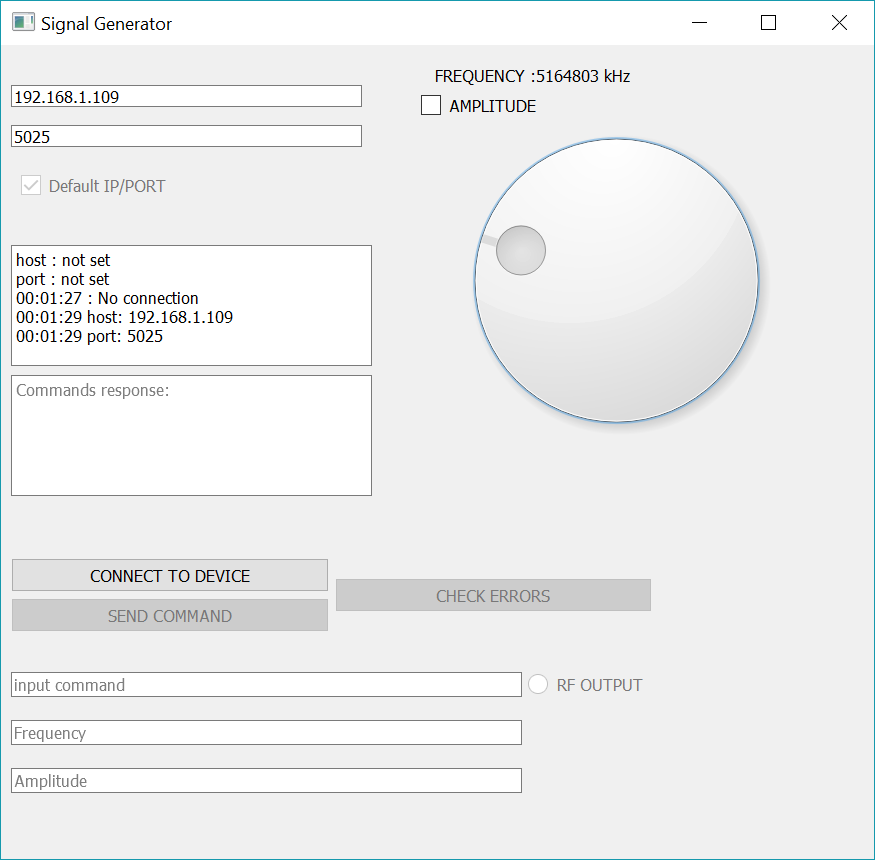 Signal Generator
192.168.1.109
5025
Default IP/PORT
host : not set
port : not set
00:01:27 : No connection
00:01:29 host: 192.168.1.109
00:01:29 port: 5025
Commands response:
FREQUENCY :5164803 kHz
AMPLITUDE
CONNECT TO DEVICE
SEND COMMAND
CHECK ERRORS
input command
RF OUTPUT
Frequency
Amplitude